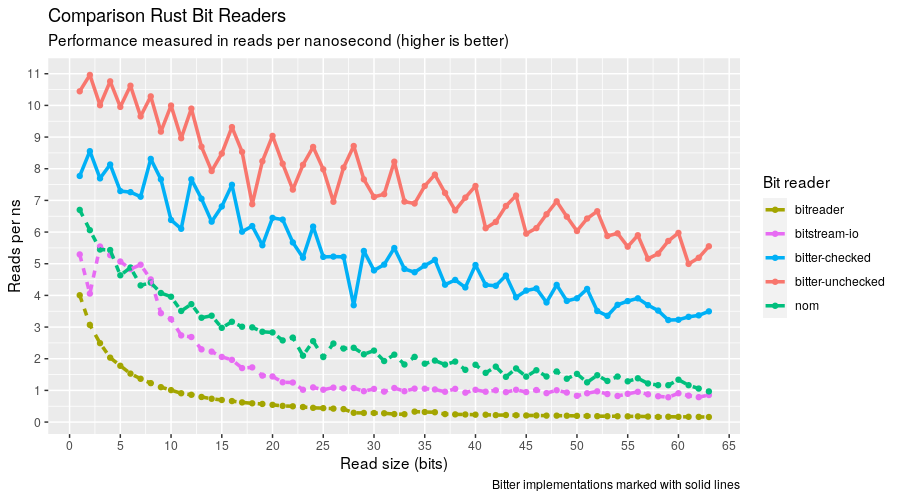 Comparison Rust Bit Readers
Performance measured in reads per nanosecond (higher is better)
11
10
9
8
7
6
5
4
3
2
1
0
Reads per ns
0 5 10 15 20 25 30 35 40 45 50 55 60 65
Read size (bits)
Bit reader
bitreader
bitstream-io
bitter-checked
bitter-unchecked
nom
Bitter implementations marked with solid lines